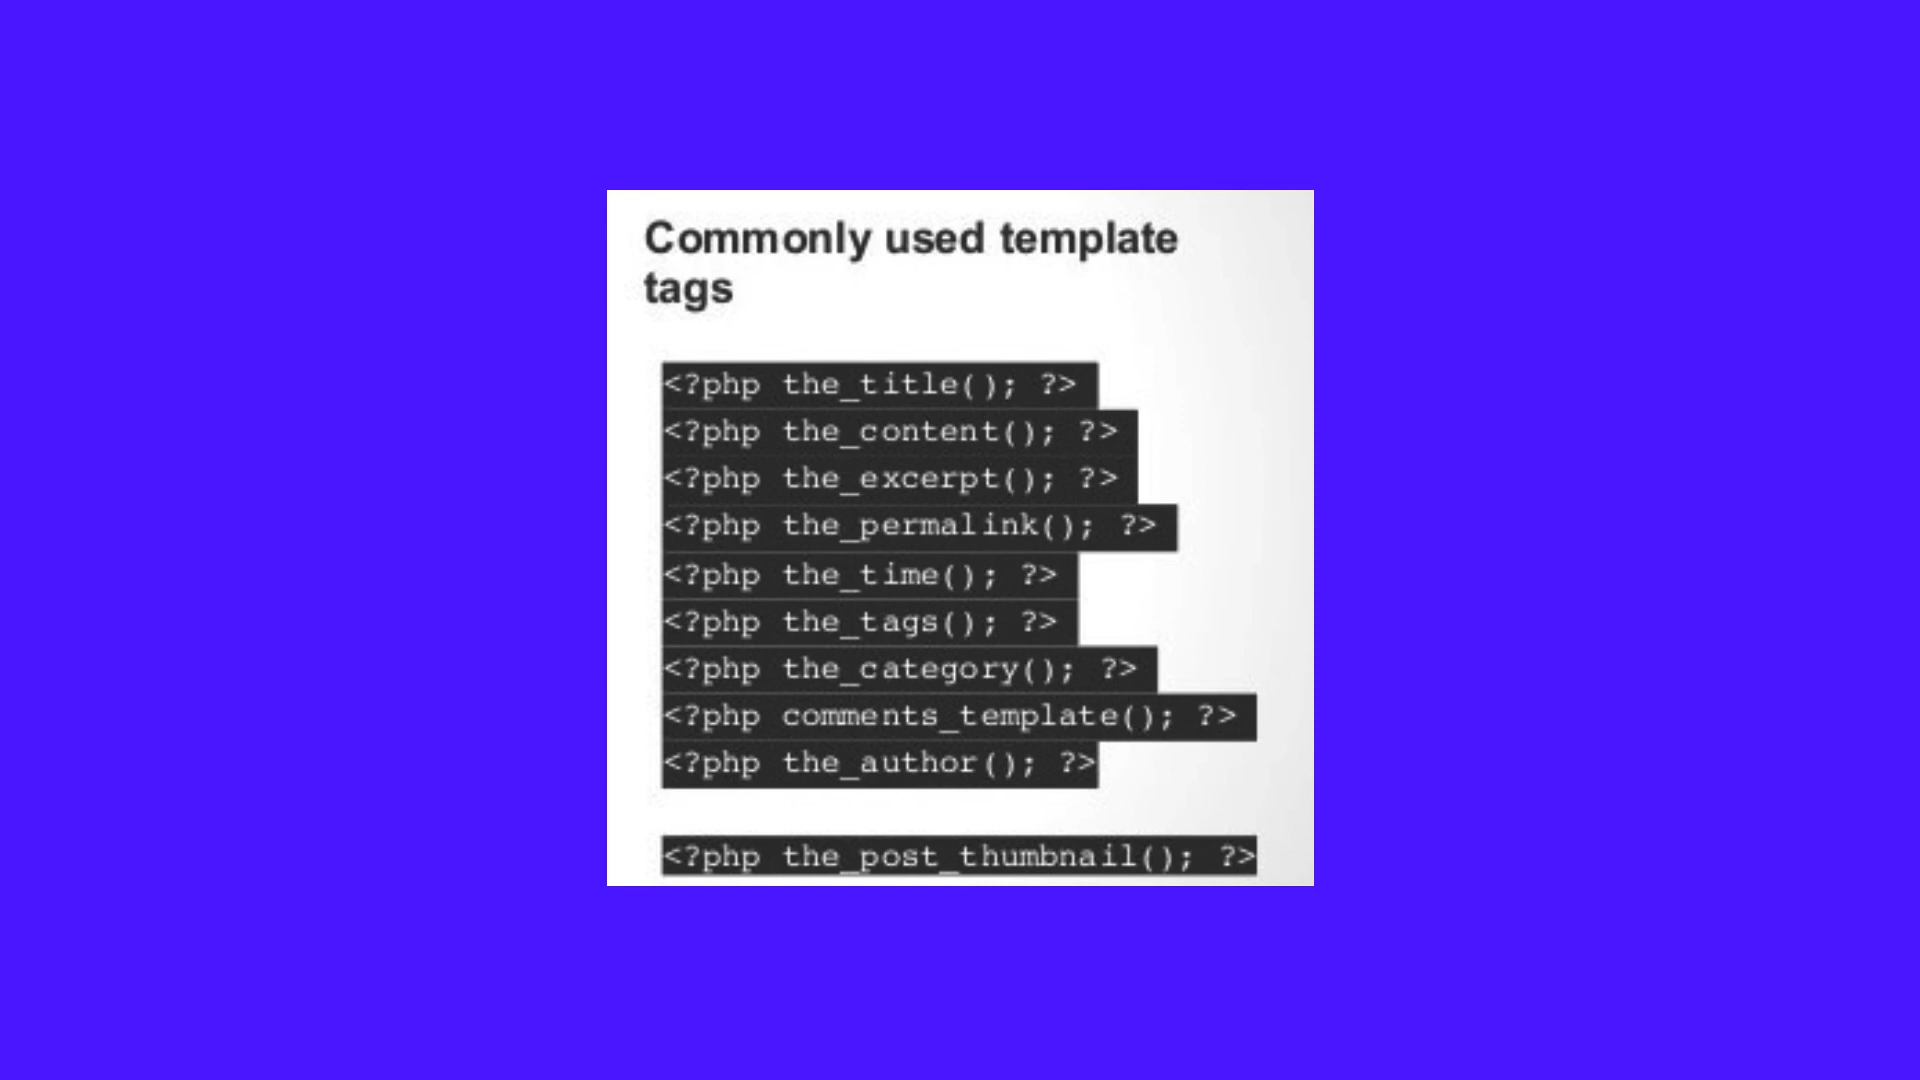 Commonly used template
tags
<?php the_title(); ?>
<?php the_content(); ?>
<?php the_excerpt(); ?>
<?php the_permalink(); ?>
<?php the_time(); ?>
<?php the_tags(); ?>
<?php the_category(); ?>
<?php comments_template(); ?>
<?php the_author(); ?>
<?php the_post_thumbnail(); ?>